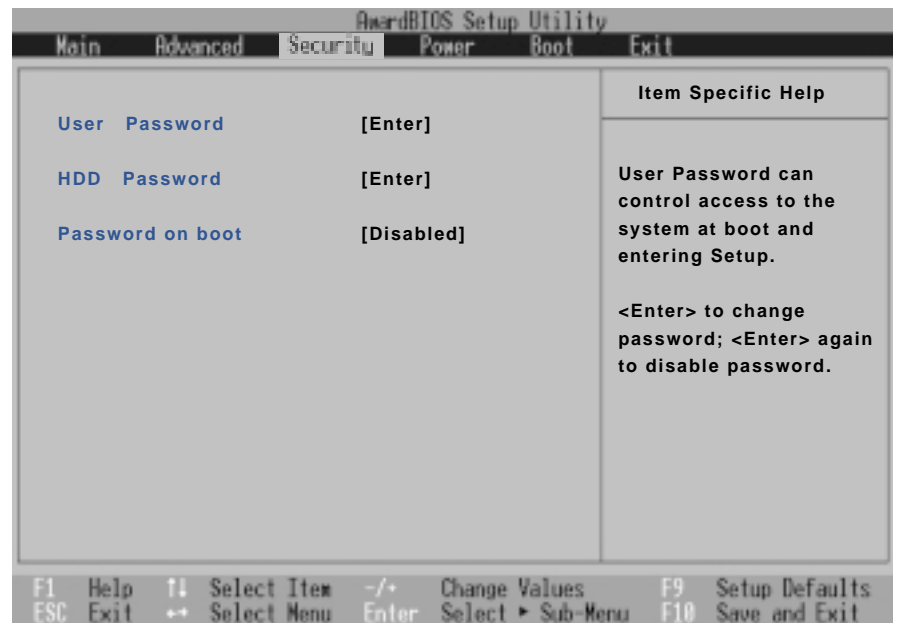 AwardBIOS Setup Utility
Main Advanced Security Power Boot Exit
Item Specific Help
User Password [Enter]
HDD Password [Enter]
Password on boot [Disabled]
User Password can
control access to the
system at boot and
entering Setup.
<Enter> to change
password; <Enter> again
to disable password.
F1 Help ↑↓ Select Item -/+ Change Values F9 Setup Defaults
ESC Exit ←→ Select Menu Enter Select ► Sub-Menu F10 Save and Exit